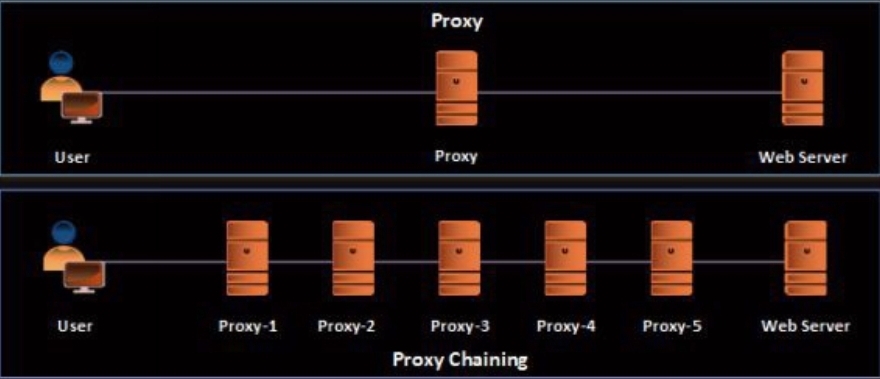 Proxy
User
Proxy
Web Server
User
Proxy-1
Proxy-2
Proxy-3
Proxy-4
Proxy-5
Web Server
Proxy Chaining